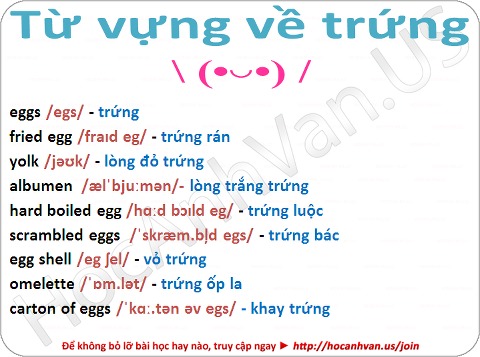 Từ vựng về trứng
\ (•◡•) /
eggs /egs/ - trứng
fried egg /fraɪd eg/ - trứng rán
yolk /jəʊk/ - lòng đỏ trứng
albumen /ælˈbjuːmən/- lòng trắng trứng
hard boiled egg /hɑːd bɔɪld eg/ - trứng luộc
scrambled eggs /ˈskræm.bl̩d egs/ - trứng bác
egg shell /eg ʃel/ - vỏ trứng
omelette /ˈɒm.lət/ - trứng ốp la
carton of eggs /ˈkɑː.tən əv egs/ - khay trứng
Để không bỏ lỡ bài học hay nào, truy cập ngay ► http://hocanhvan.us/join
HocAnhVan.US